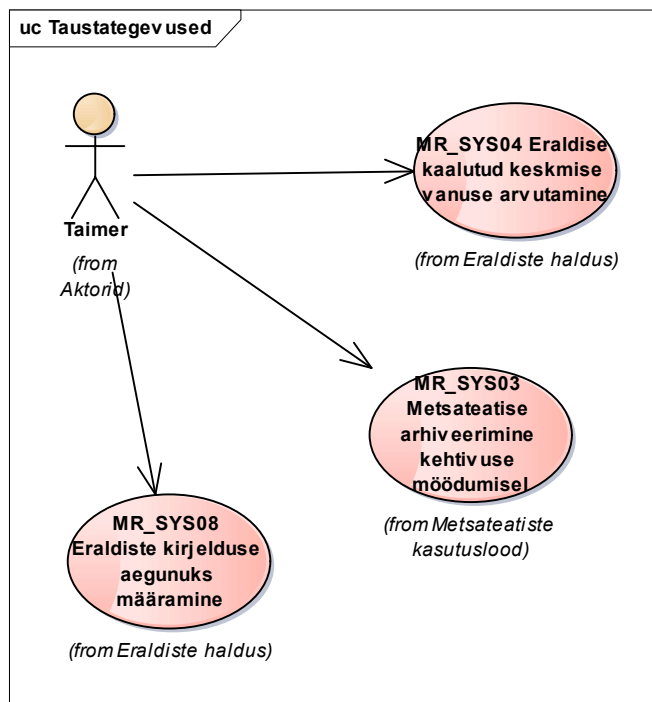 uc Taustategevused
Taimer
(from
Aktorid)
MR_SYS04 Eraldise
kaalutud keskmise
vanuse arvutamine
(from Eraldiste haldus)
MR_SYS03
Metsateatise
arhiveerimine
kehtivuse
möödumisel
(from Metsateatiste
kasutuslood)
MR_SYS08
Eraldiste kirjelduse
aegunuks
määramine
(from Eraldiste haldus)